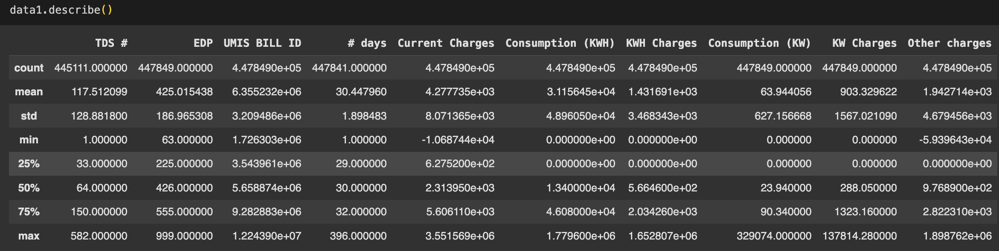 data1.describe()
TDS # EDP UMIS BILL ID # days Current Charges Consumption (KWH) KWH Charges Consumption (KW) KW Charges Other charges
count 445111.000000 447849.000000 4.478490e+05 447841.000000 4.478490e+05 4.478490e+05 4.478490e+05 447849.000000 447849.000000 4.478490e+05
mean 117.512099 425.015438 6.355232e+06 30.447960 4.277735e+03 3.115645e+04 1.431691e+03 63.944056 903.329622 1.942714e+03
std 128.881800 186.965308 3.209486e+06 1.898483 8.071365e+03 4.896050e+04 3.468343e+03 627.156668 1567.021090 4.679456e+03
min 1.000000 63.000000 1.726303e+06 1.000000 -1.068744e+04 0.000000e+00 0.000000e+00 0.000000 0.000000 -5.939643e+04
25% 33.000000 225.000000 3.543961e+06 29.000000 6.275200e+02 0.000000e+00 0.000000e+00 0.000000 0.000000 0.000000e+00
50% 64.000000 426.000000 5.658874e+06 30.000000 2.313950e+03 1.340000e+04 5.664600e+02 23.940000 288.050000 9.768900e+02
75% 150.000000 555.000000 9.282883e+06 32.000000 5.606110e+03 4.608000e+04 2.034260e+03 90.340000 1323.160000 2.822310e+03
max 582.000000 999.000000 1.224390e+07 396.000000 3.551569e+06 1.779600e+06 1.652807e+06 329074.000000 137814.280000 1.898762e+06